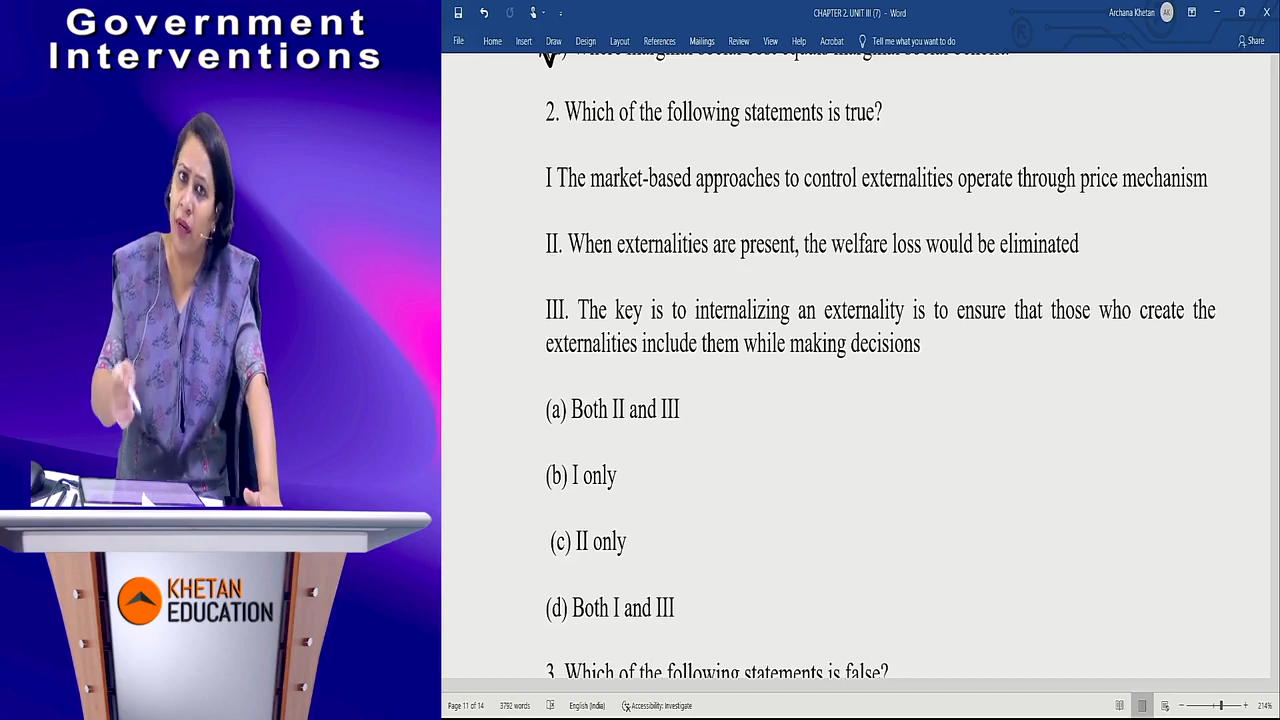 Government
Interventions
CHAPTER 2. UNIT III (7) - Word
Archana Khetan
AK
File Home Insert Draw Design Layout References Mailings Review View Help Acrobat Tell me what you want to do Share
2. Which of the following statements is true?
I The market-based approaches to control externalities operate through price mechanism
II. When externalities are present, the welfare loss would be eliminated
III. The key is to internalizing an externality is to ensure that those who create the
externalities include them while making decisions
(a) Both II and III
(b) I only
(c) II only
(d) Both I and III
3. Which of the following statements is false?
KHETAN
EDUCATION
Page 11 of 14 3792 words English (India) Accessibility: Investigate 214%